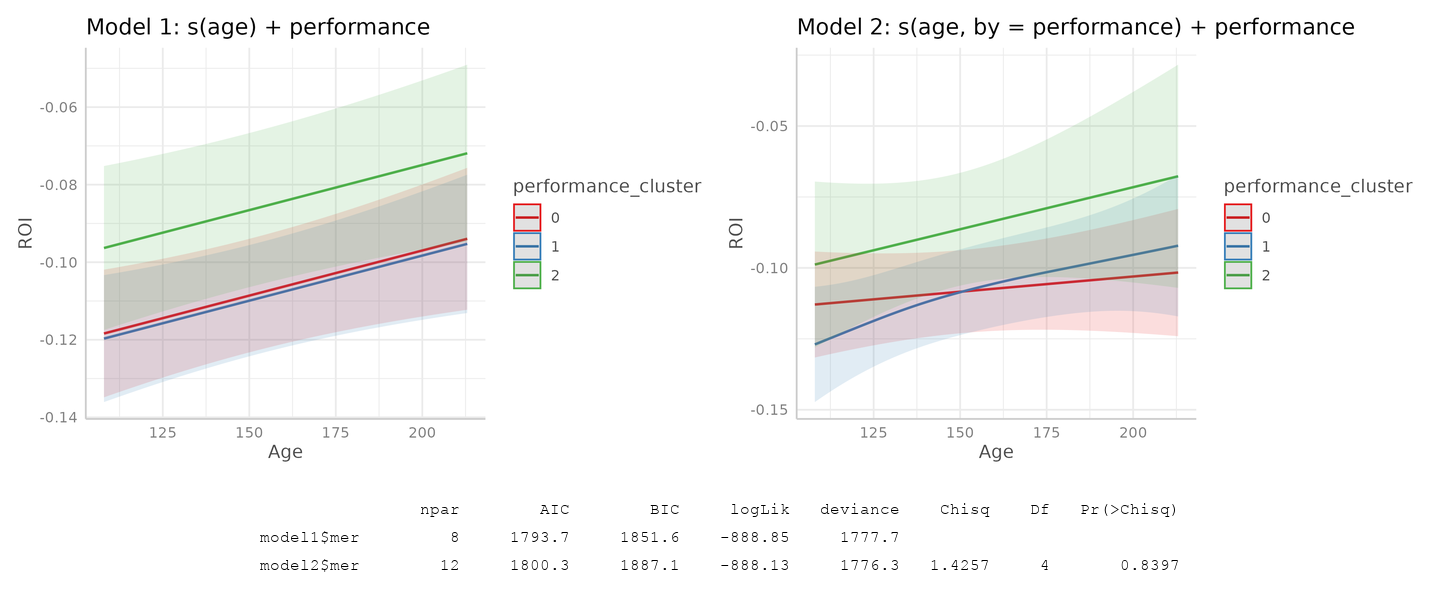 Model 1: s(age) + performance
-0.06
-0.08
-0.10
-0.12
-0.14
ROI
125 150 175 200
Age
performance_cluster
0
1
2
Model 2: s(age, by = performance) + performance
-0.05
-0.10
-0.15
ROI
125 150 175 200
Age
performance_cluster
0
1
2
npar AIC BIC logLik deviance Chisq Df Pr(>Chisq)
model1$mer 8 1793.7 1851.6 -888.85 1777.7
model2$mer 12 1800.3 1887.1 -888.13 1776.3 1.4257 4 0.8397